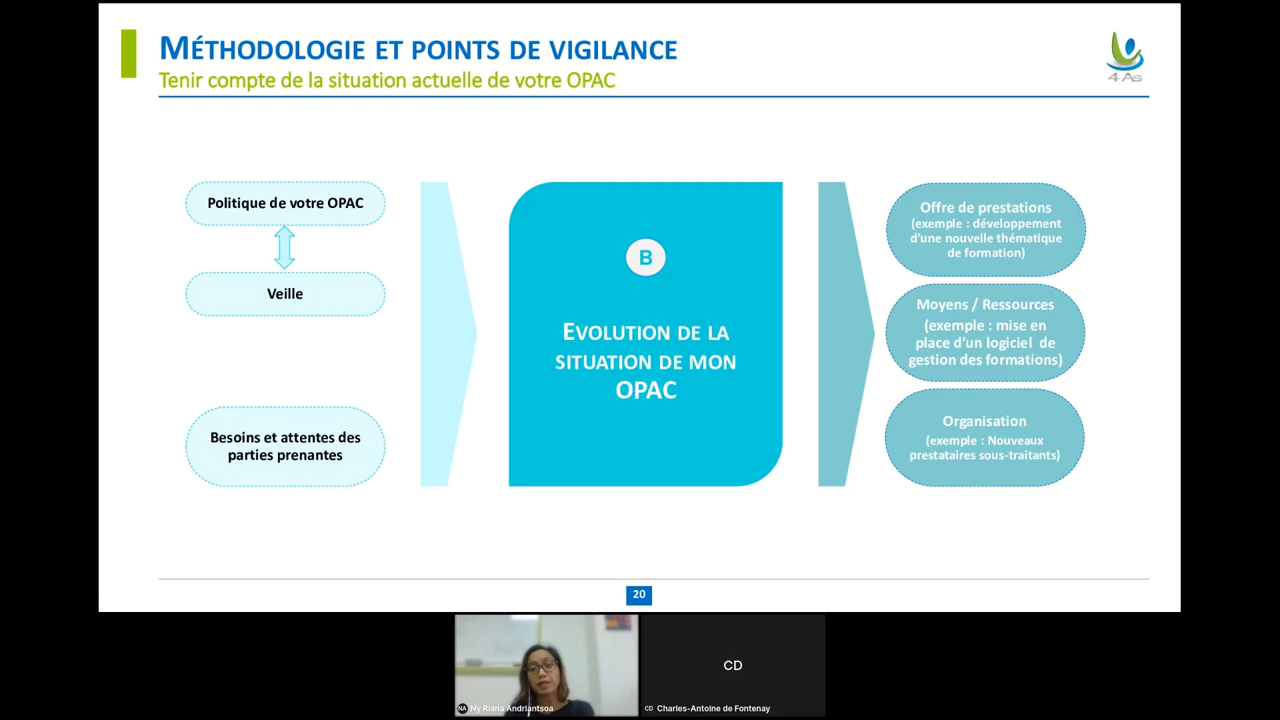 MÉTHODOLOGIE ET POINTS DE VIGILANCE
Tenir compte de la situation actuelle de votre OPAC
4 As
Politique de votre OPAC
Veille
Besoins et attentes des
parties prenantes
B
EVOLUTION DE LA
SITUATION DE MON
OPAC
Offre de prestations
(exemple : développement
d'une nouvelle thématique
de formation)
Moyens / Ressources
(exemple : mise en
place d'un logiciel de
gestion des formations)
Organisation
(exemple : Nouveaux
prestataires sous-traitants)
20
CD
NA Ny Riana Andriantsoa
CD Charles-Antoine de Fontenay